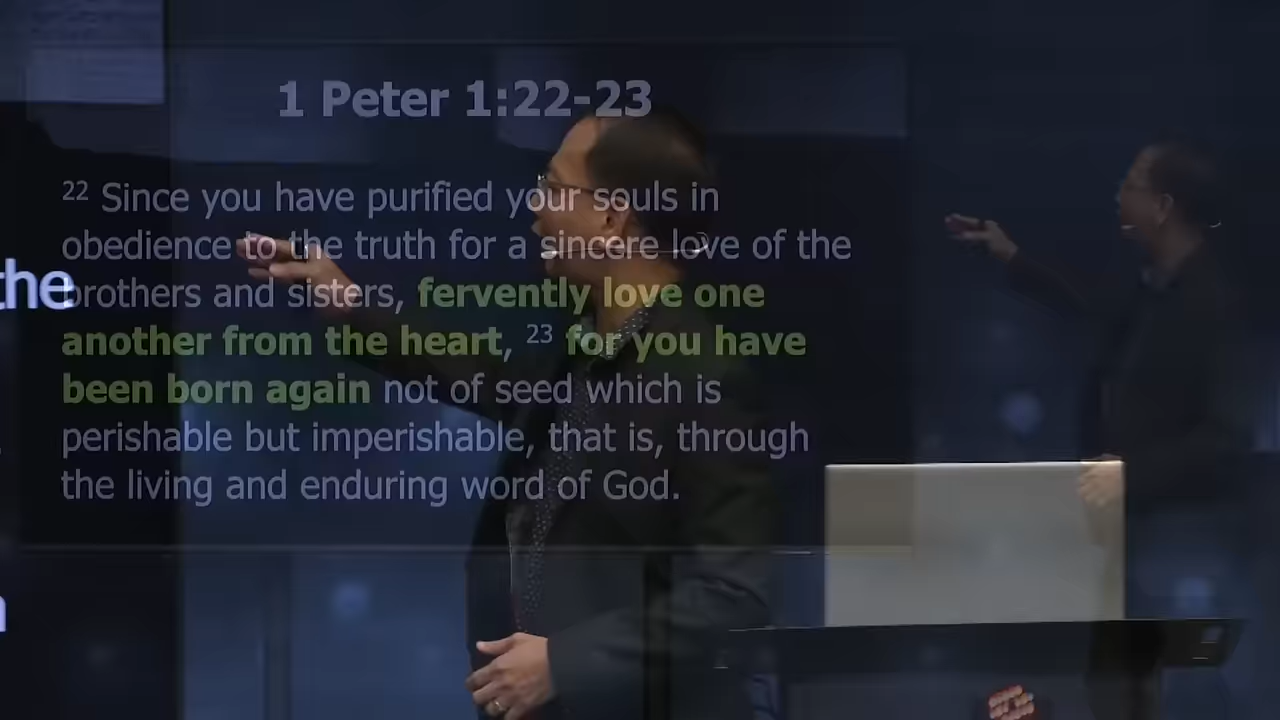 1 Peter 1:22-23
22 Since you have purified your souls in
obedience to the truth for a sincere love of the
the
brothers and sisters, fervently love one
another from the heart, 23 for you have
been born again not of seed which is
perishable but imperishable, that is, through
the living and enduring word of God.